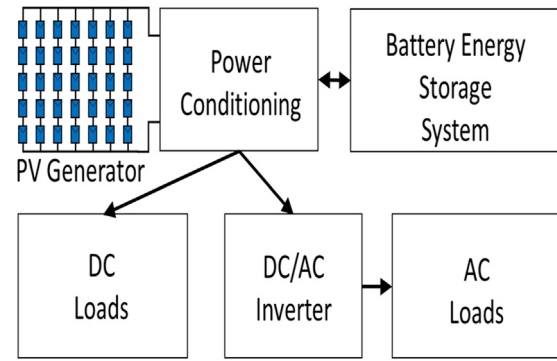 Power
Conditioning
Battery Energy
Storage
System
PV Generator
DC
Loads
DC/AC
Inverter
AC
Loads